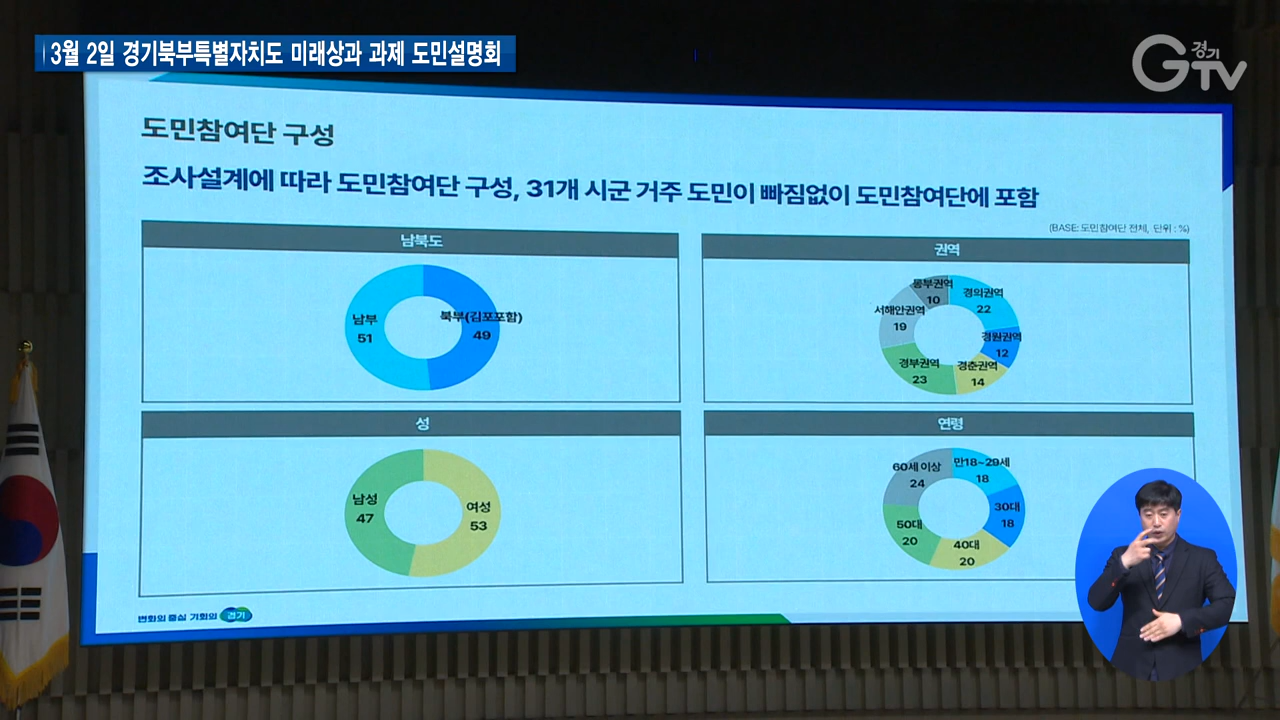 3월 2일 경기북부특별자치도 미래상과 과제 도민설명회
경기
GTV
도민참여단 구성
조사설계에 따라 도민참여단 구성, 31개 시군 거주 도민이 빠짐없이 도민참여단에 포함
(BASE: 도민참여단 전체, 단위 : %)
남북도
남부
51
북부(김포포함)
49
권역
동부권역
10
경의권역
22
서해안권역
19
경원권역
12
경부권역
23
경춘권역
14
성
남성
47
여성
53
연령
60세 이상
24
만18~29세
18
30대
18
50대
20
40대
20
변화의 중심 기회의 경기